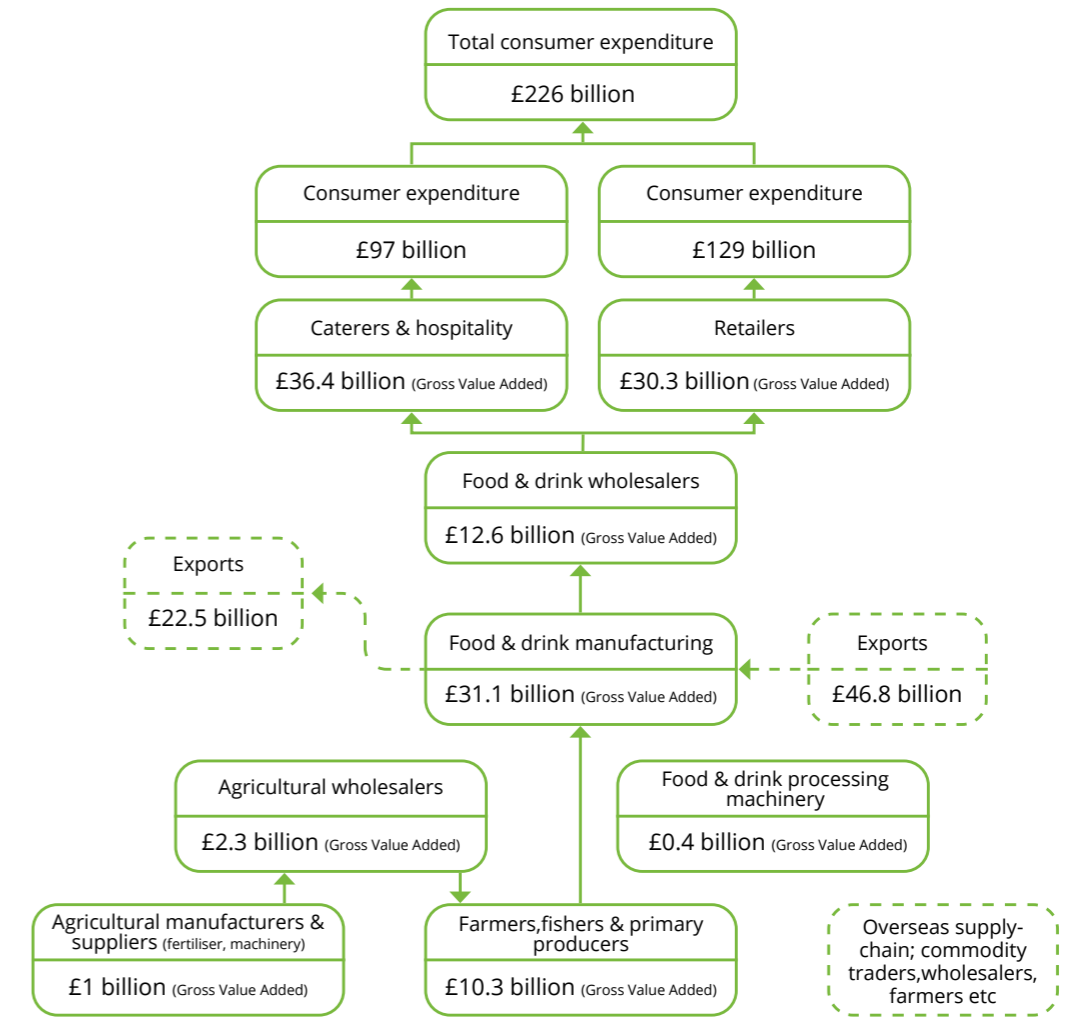 Total consumer expenditure
£226 billion
Consumer expenditure
£97 billion
Consumer expenditure
£129 billion
Caterers & hospitality
£36.4 billion (Gross Value Added)
Retailers
£30.3 billion (Gross Value Added)
Food & drink wholesalers
£12.6 billion (Gross Value Added)
Exports
£22.5 billion
Food & drink manufacturing
£31.1 billion (Gross Value Added)
Exports
£46.8 billion
Agricultural wholesalers
£2.3 billion (Gross Value Added)
Food & drink processing
machinery
£0.4 billion (Gross Value Added)
Agricultural manufacturers &
suppliers (fertiliser, machinery)
£1 billion (Gross Value Added)
Farmers,fishers & primary
producers
£10.3 billion (Gross Value Added)
Overseas supply-
chain; commodity
traders,wholesalers,
farmers etc